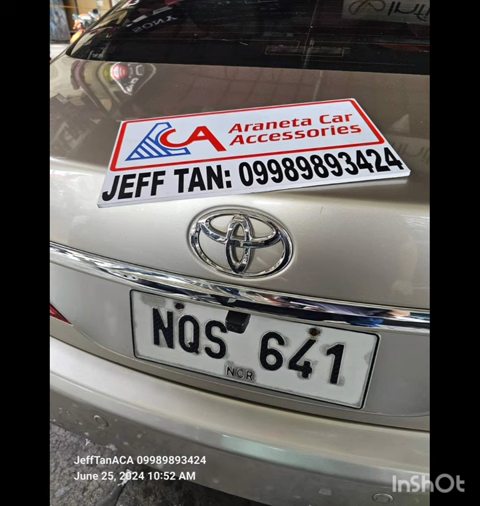 ACA Araneta Car
Accessories
JEFF TAN: 09989893424
NQS 641
NCR
JeffTanACA 09989893424
June 25, 2024 10:52 AM
InShOt